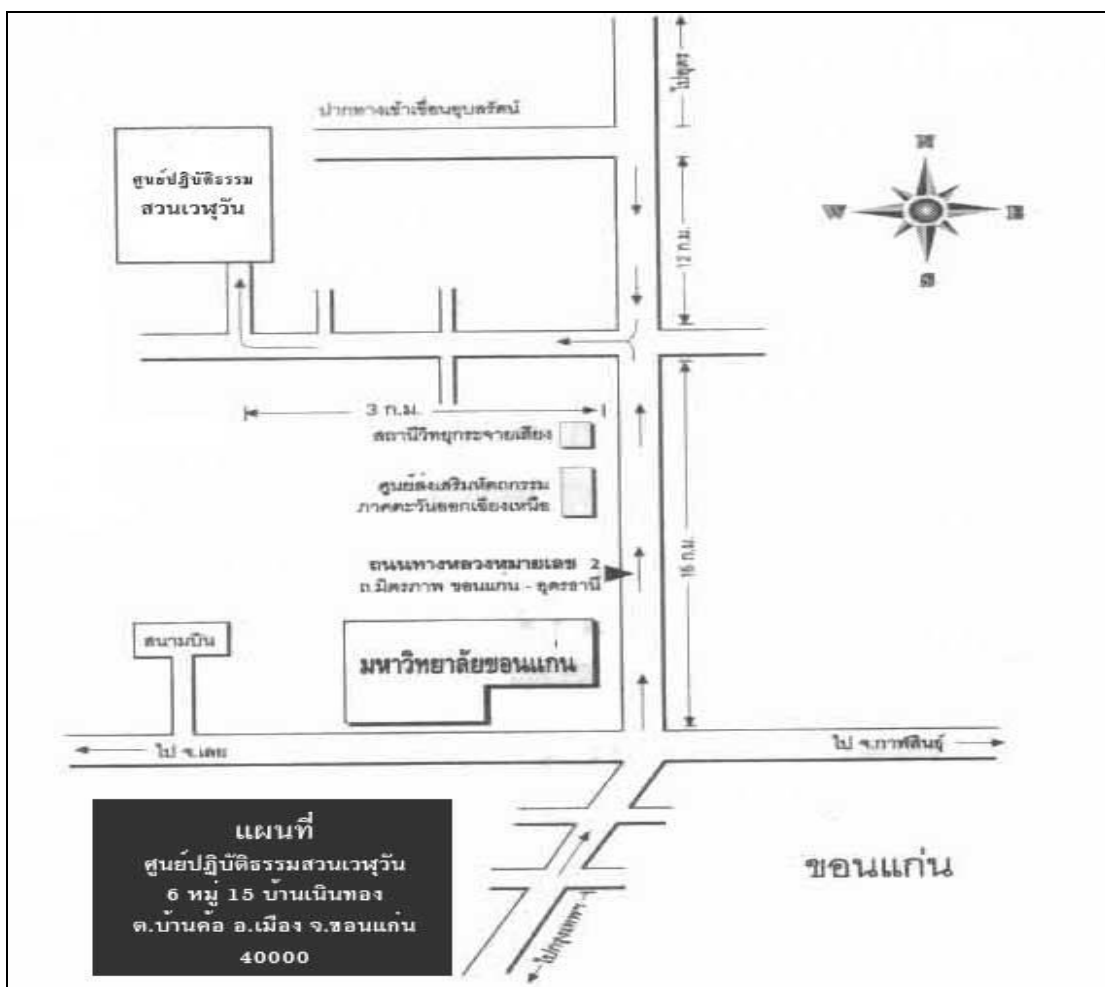 ไปอุดร
ปากทางเข้าเขื่อนอุบลรัตน์
ศูนย์ปฏิบัติธรรม
สวนเวฬุวัน
N
W
E
S
12 ก.ม.
3 ก.ม.
สถานีวิทยุกระจายเสียง
ศูนย์ส่งเสริมหัตถกรรม
ภาคตะวันออกเฉียงเหนือ
16 ก.ม.
ถนนทางหลวงหมายเลข 2
ถ.มิตรภาพ ขอนแก่น - อุดรธานี
สนามบิน
มหาวิทยาลัยขอนแก่น
ไป จ.เลย
ไป จ.กาฬสินธุ์
แผนที่
ศูนย์ปฏิบัติธรรมสวนเวฬุวัน
6 หมู่ 15 บ้านเนินทอง
ต.บ้านค้อ อ.เมือง จ.ขอนแก่น
40000
ขอนแก่น
ไปกรุงเทพฯ